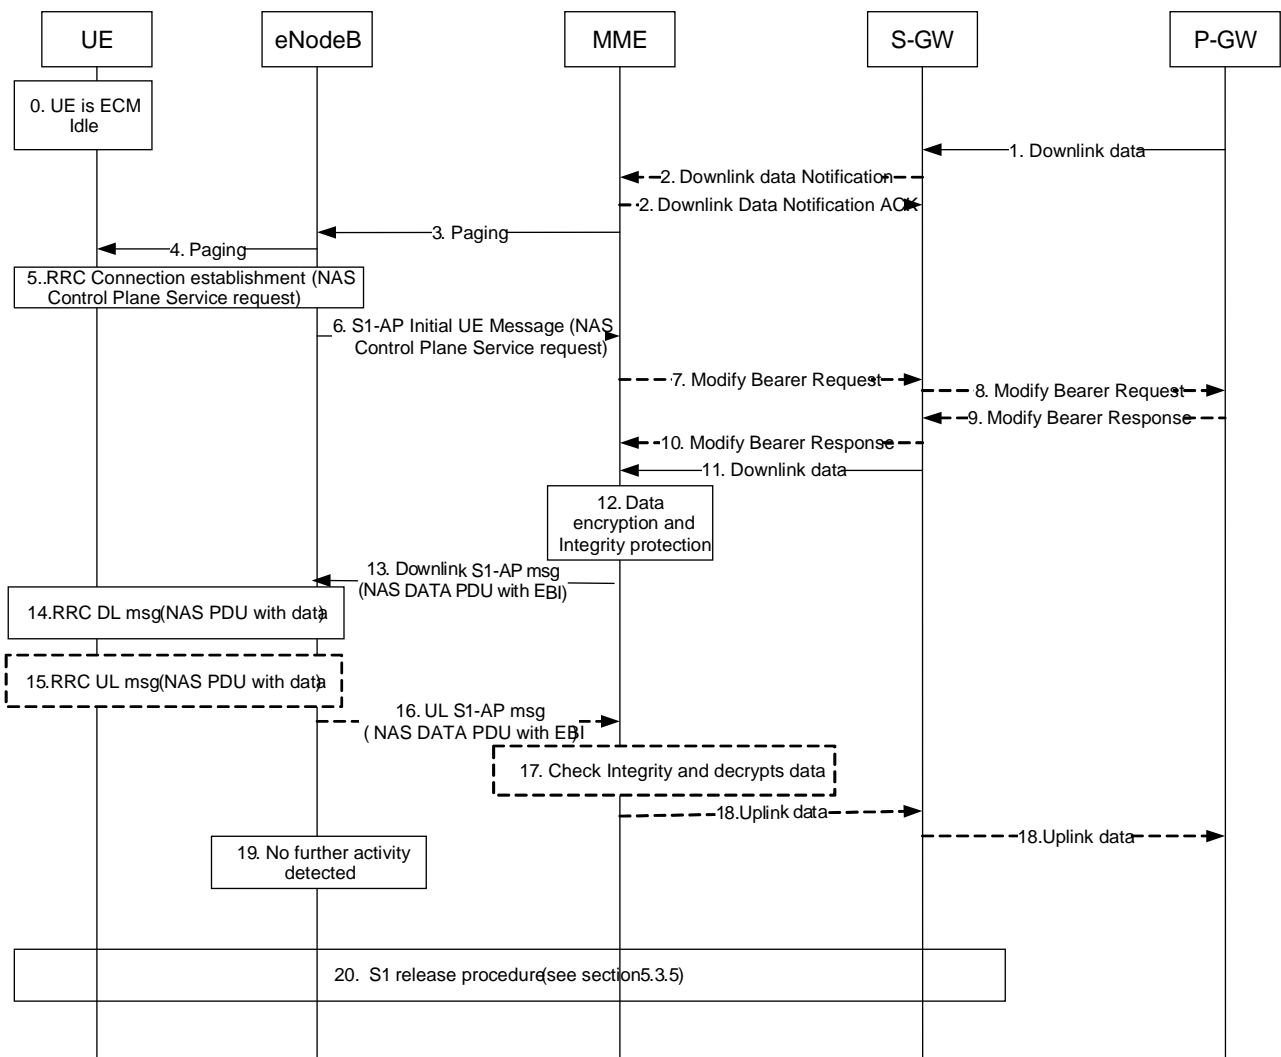 UE
eNodeB
MME
S-GW
P-GW
0. UE is ECM
Idle
1. Downlink data
2. Downlink data Notification
2. Downlink Data Notification ACK
3. Paging
4. Paging
5..RRC Connection establishment (NAS
Control Plane Service request)
6. S1-AP Initial UE Message (NAS
Control Plane Service request)
7. Modify Bearer Request
8. Modify Bearer Request
9. Modify Bearer Response
10. Modify Bearer Response
11. Downlink data
12. Data
encryption and
Integrity protection
13. Downlink S1-AP msg
(NAS DATA PDU with EBI)
14.RRC DL msg(NAS PDU with data)
15.RRC UL msg(NAS PDU with data)
16. UL S1-AP msg
( NAS DATA PDU with EBI)
17. Check Integrity and decrypts data
18.Uplink data
18.Uplink data
19. No further activity
detected
20. S1 release procedure(see section5.3.5)